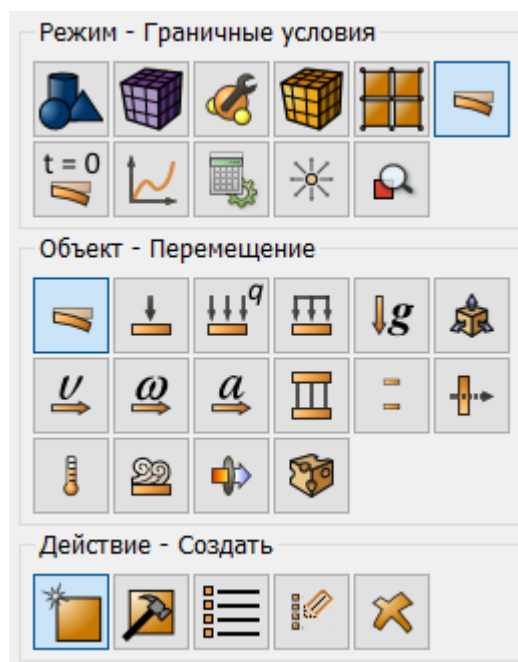 Режим - Граничные условия
t = 0
Объект - Перемещение
q
g
υ ω a
Действие - Создать